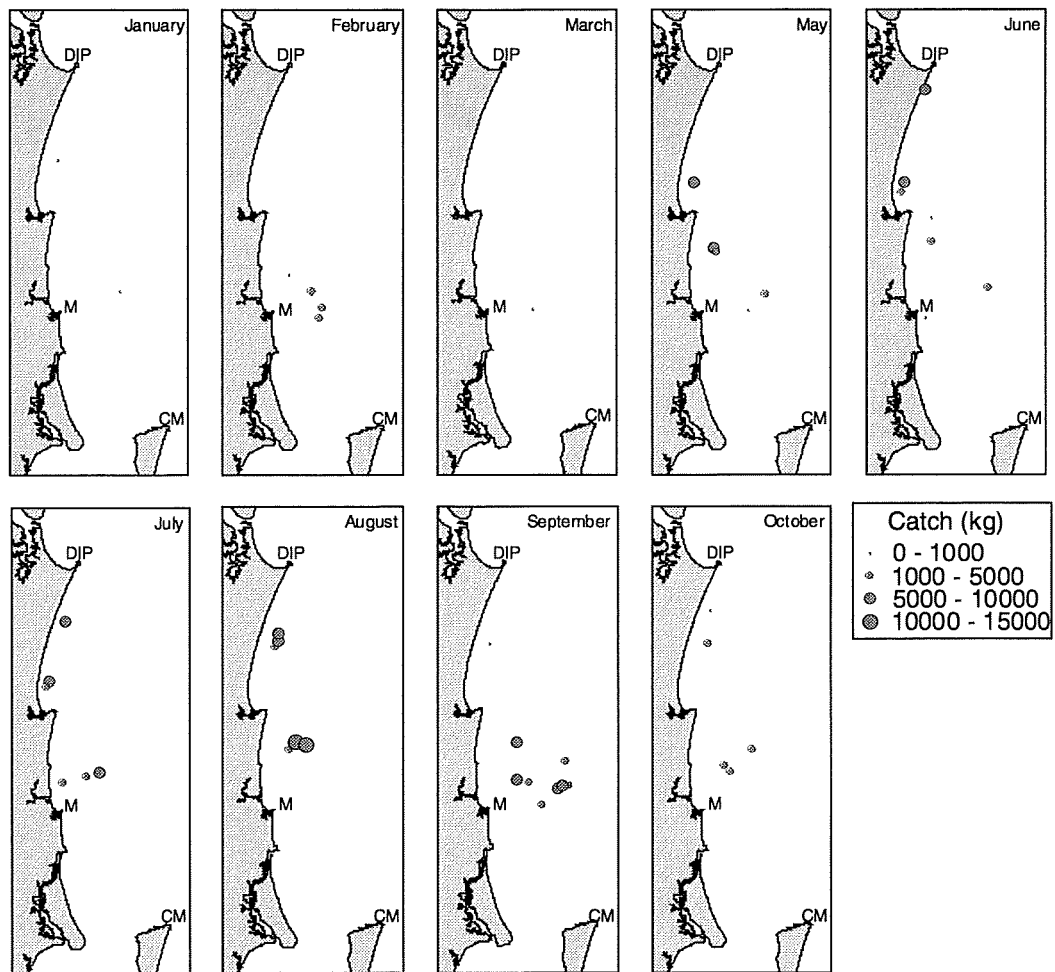 January
DIP
M
CM
February
DIP
M
CM
March
DIP
M
CM
May
DIP
M
CM
June
DIP
M
CM
July
DIP
M
CM
August
DIP
M
CM
September
DIP
M
CM
October
DIP
M
CM
Catch (kg)
0 - 1000
1000 - 5000
5000 - 10000
10000 - 15000